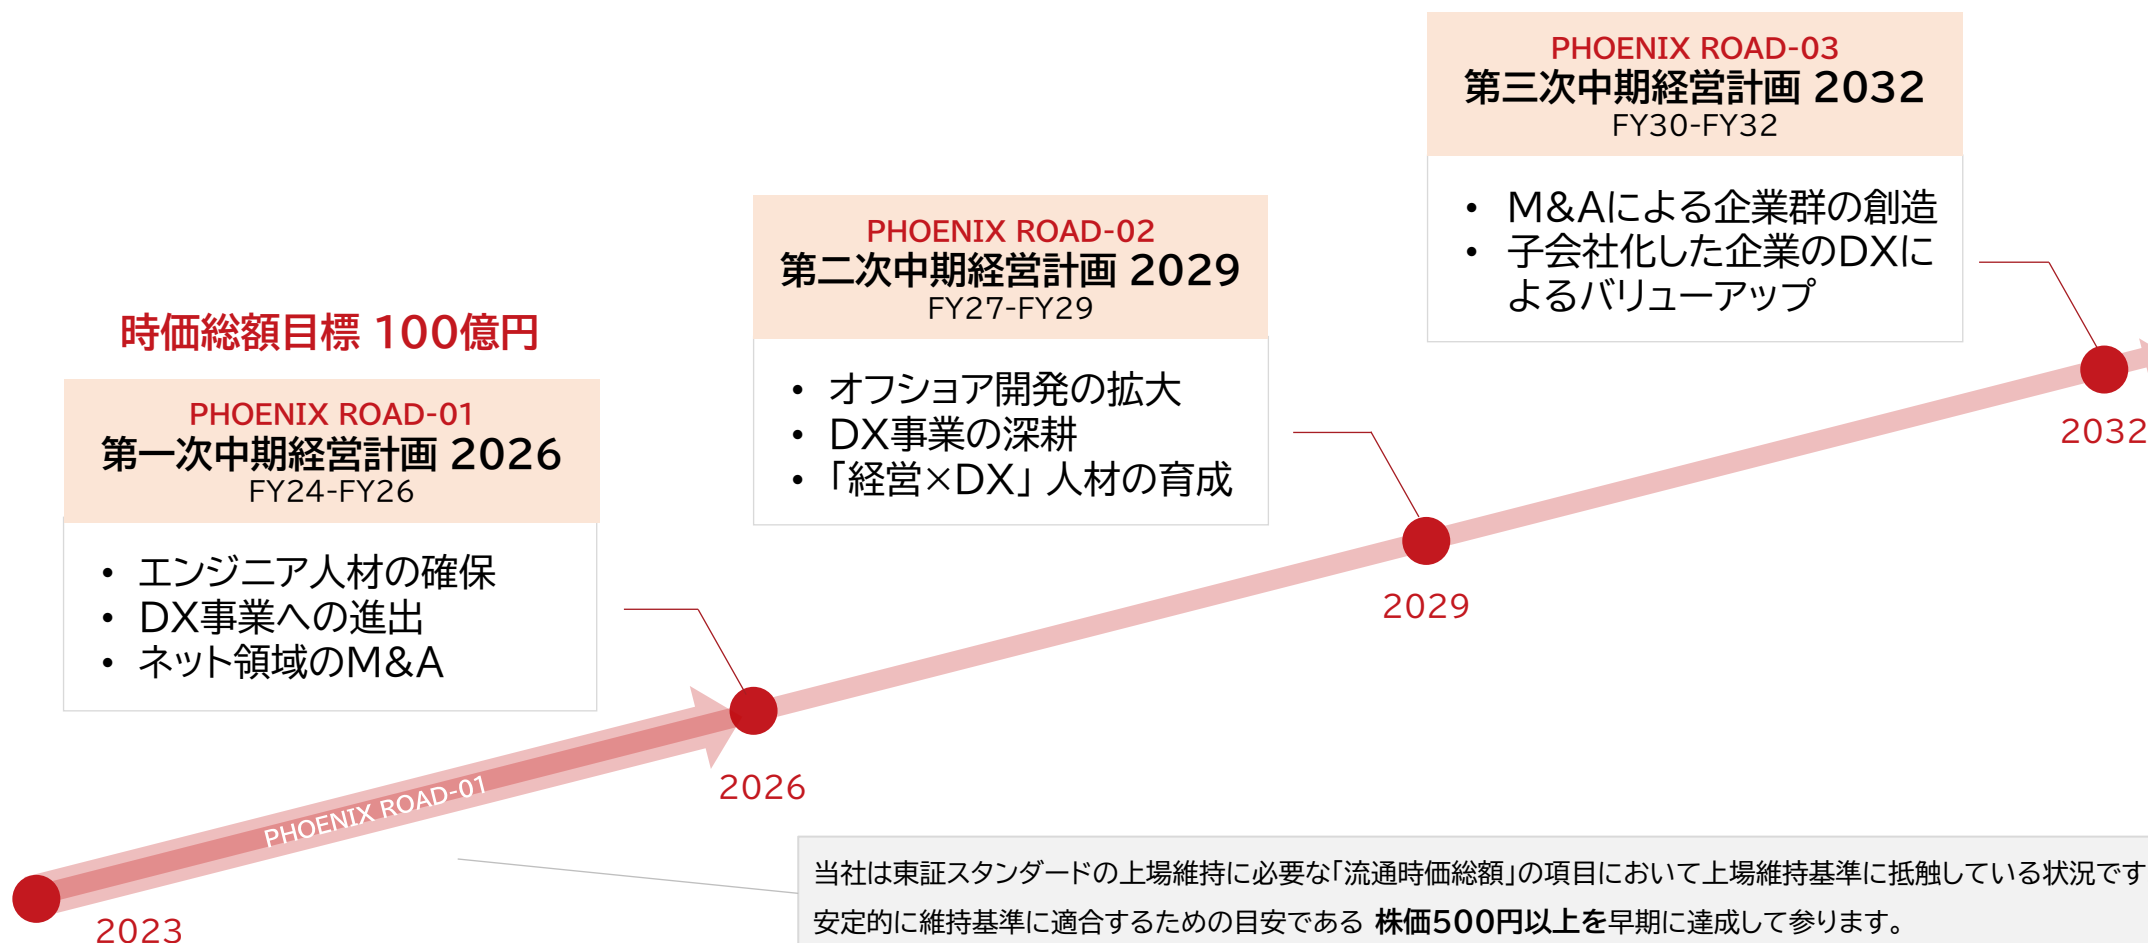 時価総額目標 100億円
PHOENIX ROAD-01
第一次中期経営計画 2026
FY24-FY26
• エンジニア人材の確保
• DX事業への進出
• ネット領域のM&A
PHOENIX ROAD-02
第二次中期経営計画 2029
FY27-FY29
• オフショア開発の拡大
• DX事業の深耕
• 「経営×DX」人材の育成
PHOENIX ROAD-03
第三次中期経営計画 2032
FY30-FY32
• M&Aによる企業群の創造
• 子会社化した企業のDXに
よるバリューアップ
2032
2029
2026
PHOENIX ROAD-01
2023
当社は東証スタンダードの上場維持に必要な「流通時価総額」の項目において上場維持基準に抵触している状況です
安定的に維持基準に適合するための目安である 株価500円以上を早期に達成して参ります。